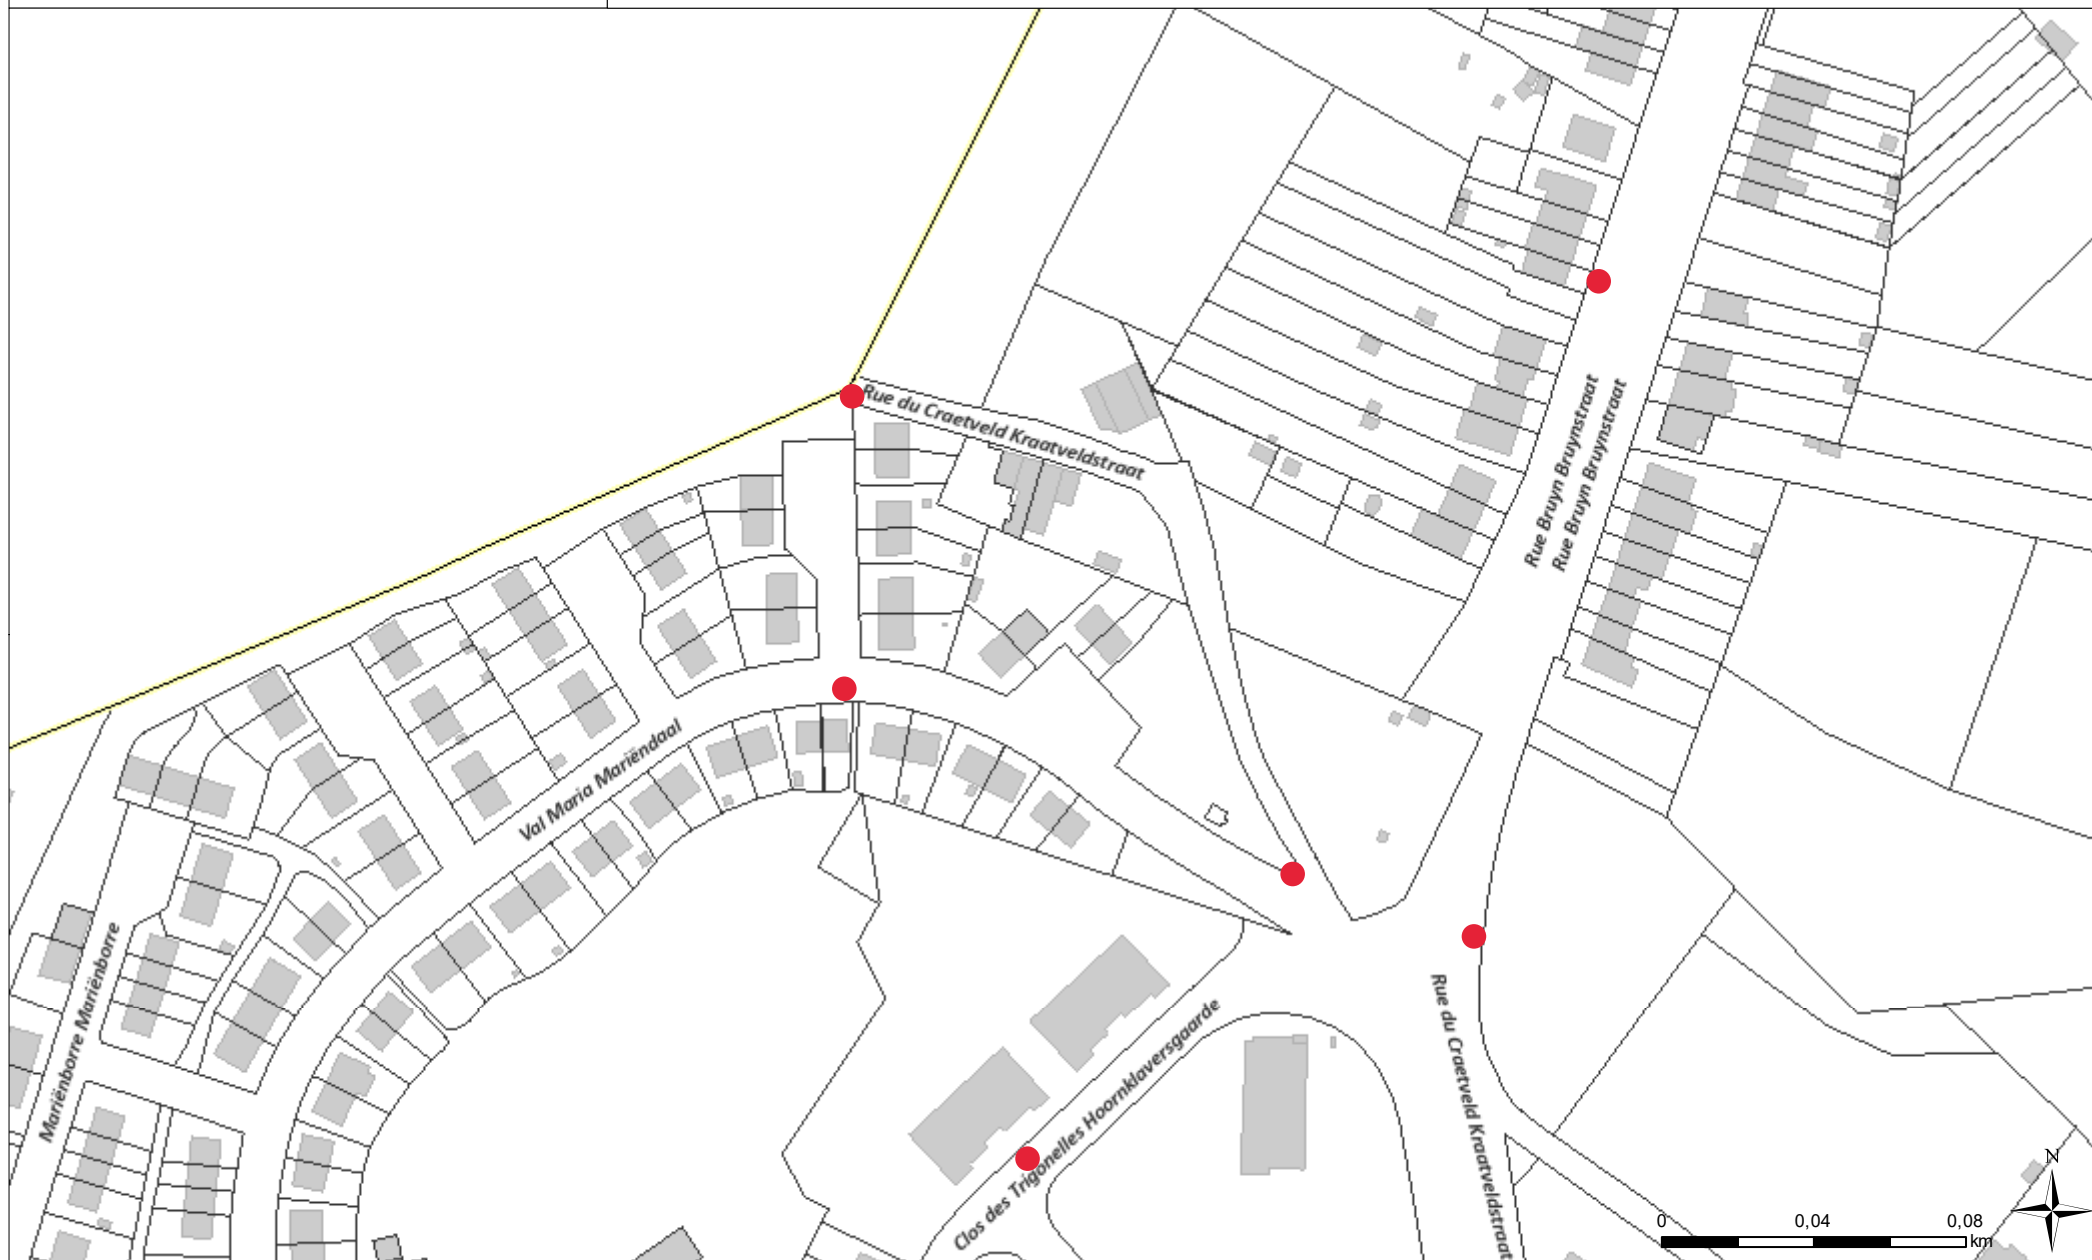 Rue du Craetveld Kraatveldstraat
Rue Bruyn Bruynstraat
Rue Bruyn Bruynstraat
Val Maria Mariëndaal
Mariënborre Mariënborre
Clos des Trigonelles Hoornklaversgaarde
Rue du Craetveld Kraatveldstraat
N
0 0,04 0,08
km